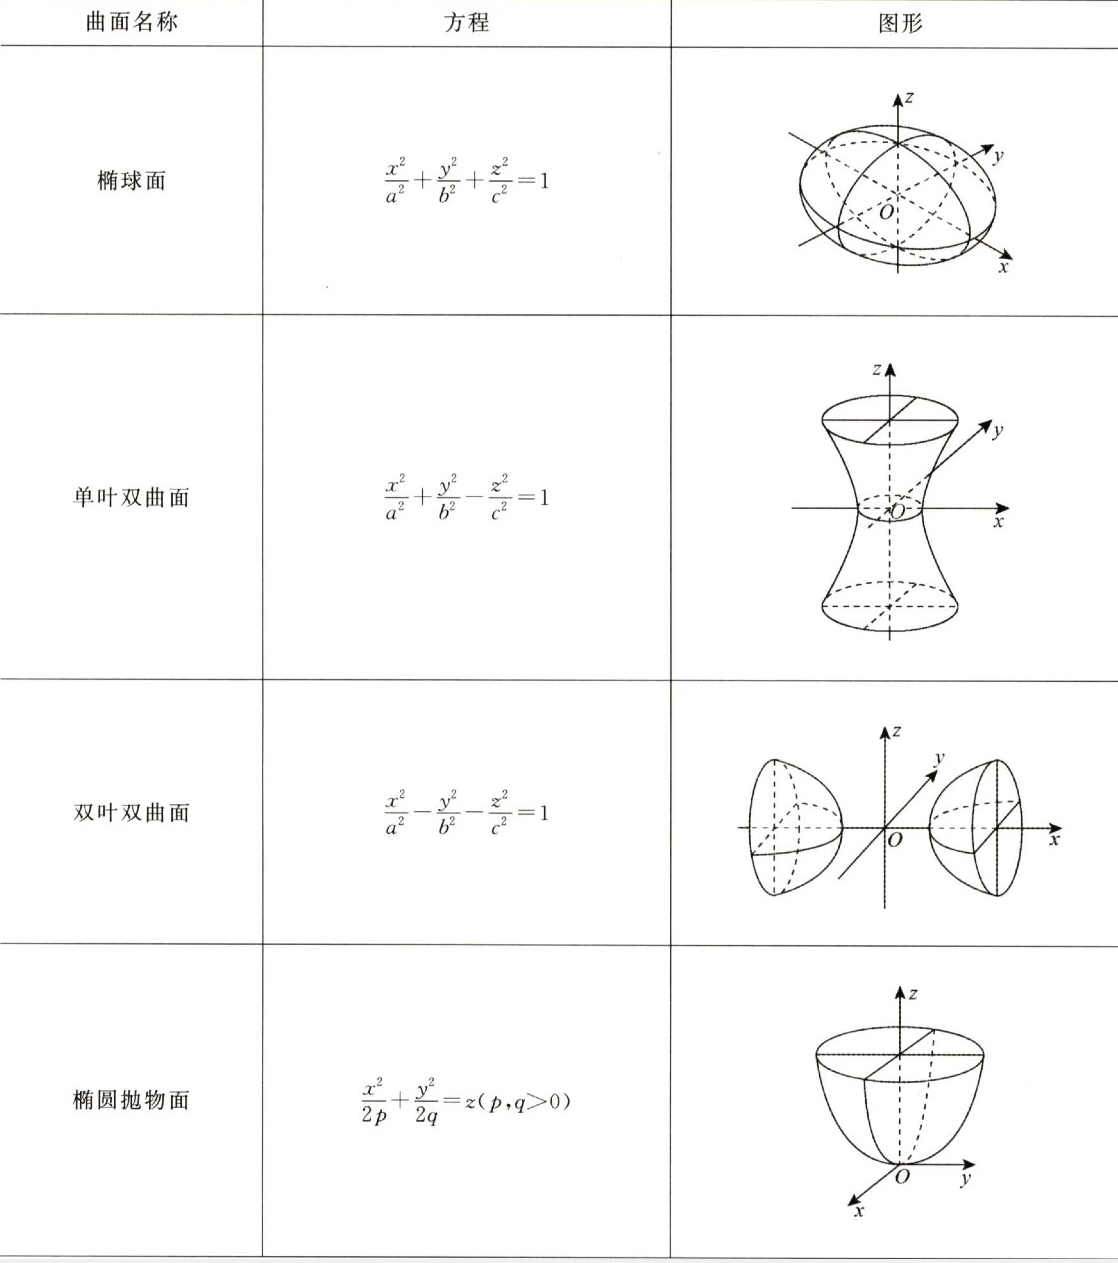 曲面名称	方程	图形
椭球面	\frac{x^2}{a^2}+\frac{y^2}{b^2}+\frac{z^2}{c^2}=1
z
y
O
x
单叶双曲面	\frac{x^2}{a^2}+\frac{y^2}{b^2}-\frac{z^2}{c^2}=1
z
y
O
x
双叶双曲面	\frac{x^2}{a^2}-\frac{y^2}{b^2}-\frac{z^2}{c^2}=1
z
y
O
x
椭圆抛物面	\frac{x^2}{2p}+\frac{y^2}{2q}=z(p,q>0)
z
O
y
x